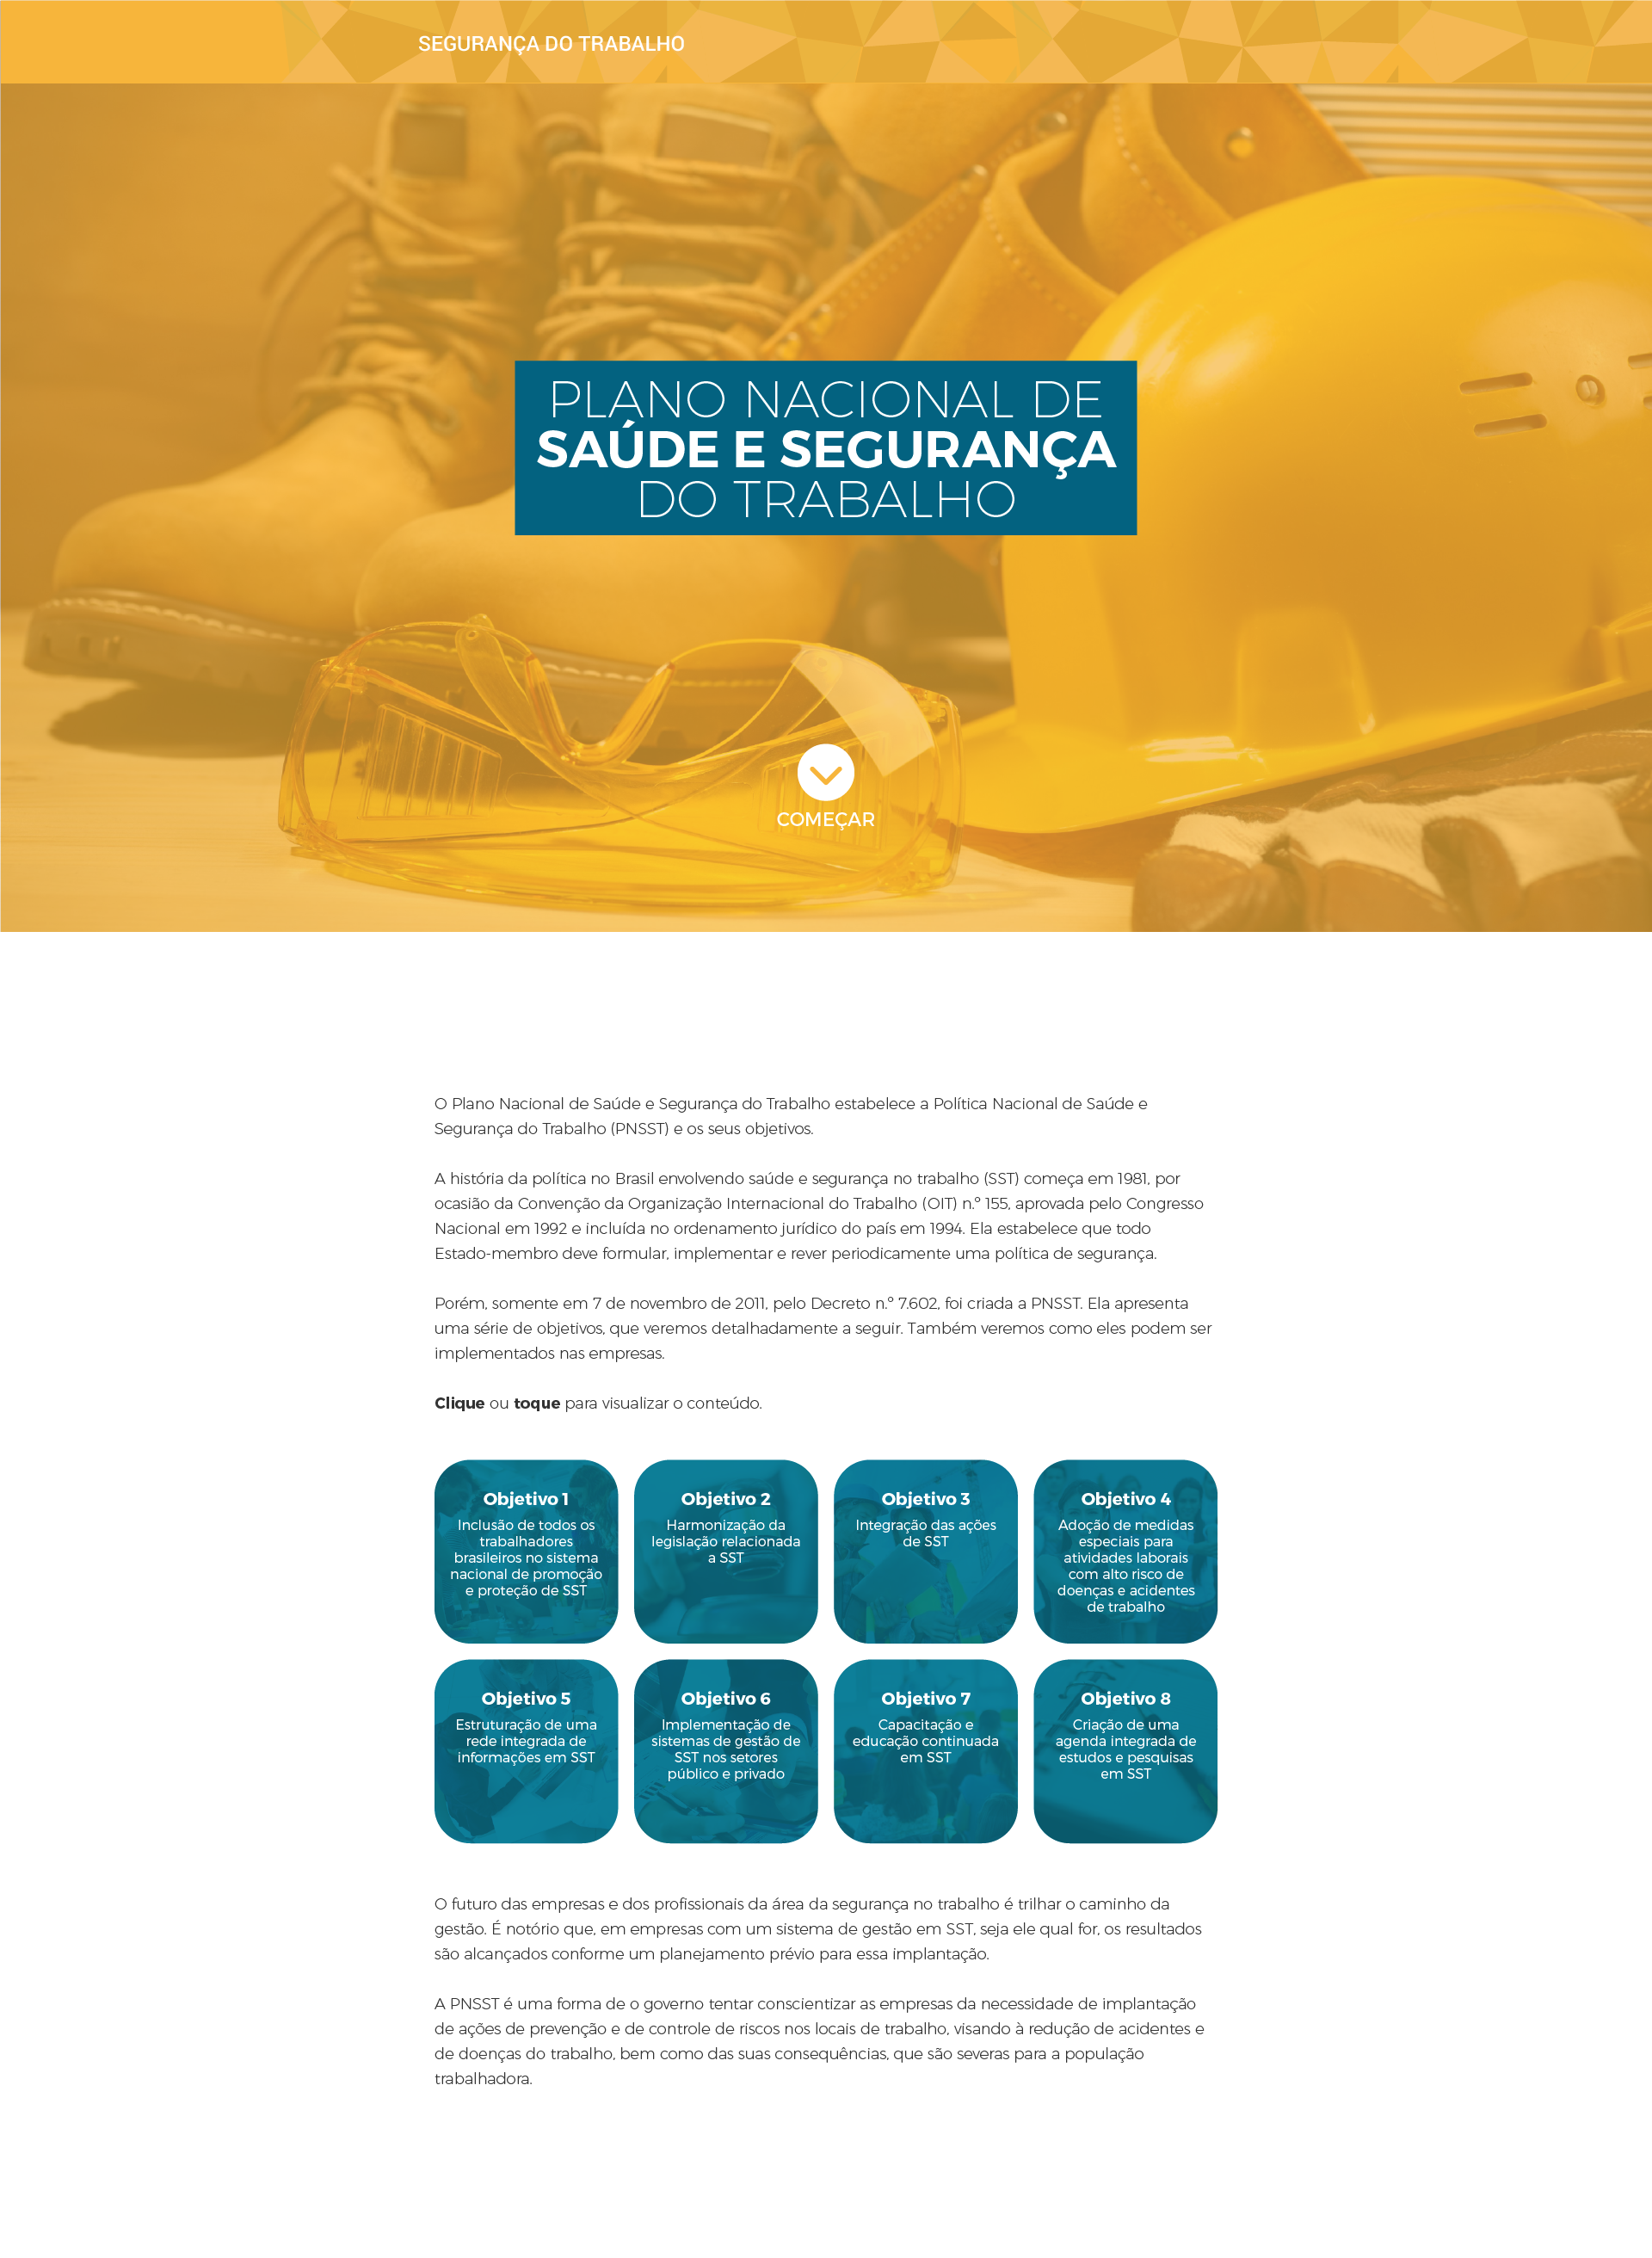 SEGURANÇA DO TRABALHO
PLANO NACIONAL DE
SAÚDE E SEGURANÇA
DO TRABALHO
COMEÇAR
O Plano Nacional de Saúde e Segurança do Trabalho estabelece a Política Nacional de Saúde e
Segurança do Trabalho (PNSST) e os seus objetivos.
A história da política no Brasil envolvendo saúde e segurança no trabalho (SST) começa em 1981, por
ocasião da Convenção da Organização Internacional do Trabalho (OIT) n.º 155, aprovada pelo Congresso
Nacional em 1992 e incluída no ordenamento jurídico do país em 1994. Ela estabelece que todo
Estado-membro deve formular, implementar e rever periodicamente uma política de segurança.
Porém, somente em 7 de novembro de 2011, pelo Decreto n.º 7.602, foi criada a PNSST. Ela apresenta
uma série de objetivos, que veremos detalhadamente a seguir. Também veremos como eles podem ser
implementados nas empresas.
Clique ou toque para visualizar o conteúdo.
Objetivo 1
Inclusão de todos os
trabalhadores
brasileiros no sistema
nacional de promoção
e proteção de SST
Objetivo 2
Harmonização da
legislação relacionada
a SST
Objetivo 3
Integração das ações
de SST
Objetivo 4
Adoção de medidas
especiais para
atividades laborais
com alto risco de
doenças e acidentes
de trabalho
Objetivo 5
Estruturação de uma
rede integrada de
informações em SST
Objetivo 6
Implementação de
sistemas de gestão de
SST nos setores
público e privado
Objetivo 7
Capacitação e
educação continuada
em SST
Objetivo 8
Criação de uma
agenda integrada de
estudos e pesquisas
em SST
O futuro das empresas e dos profissionais da área da segurança no trabalho é trilhar o caminho da
gestão. É notório que, em empresas com um sistema de gestão em SST, seja ele qual for, os resultados
são alcançados conforme um planejamento prévio para essa implantação.
A PNSST é uma forma de o governo tentar conscientizar as empresas da necessidade de implantação
de ações de prevenção e de controle de riscos nos locais de trabalho, visando à redução de acidentes e
de doenças do trabalho, bem como das suas consequências, que são severas para a população
trabalhadora.